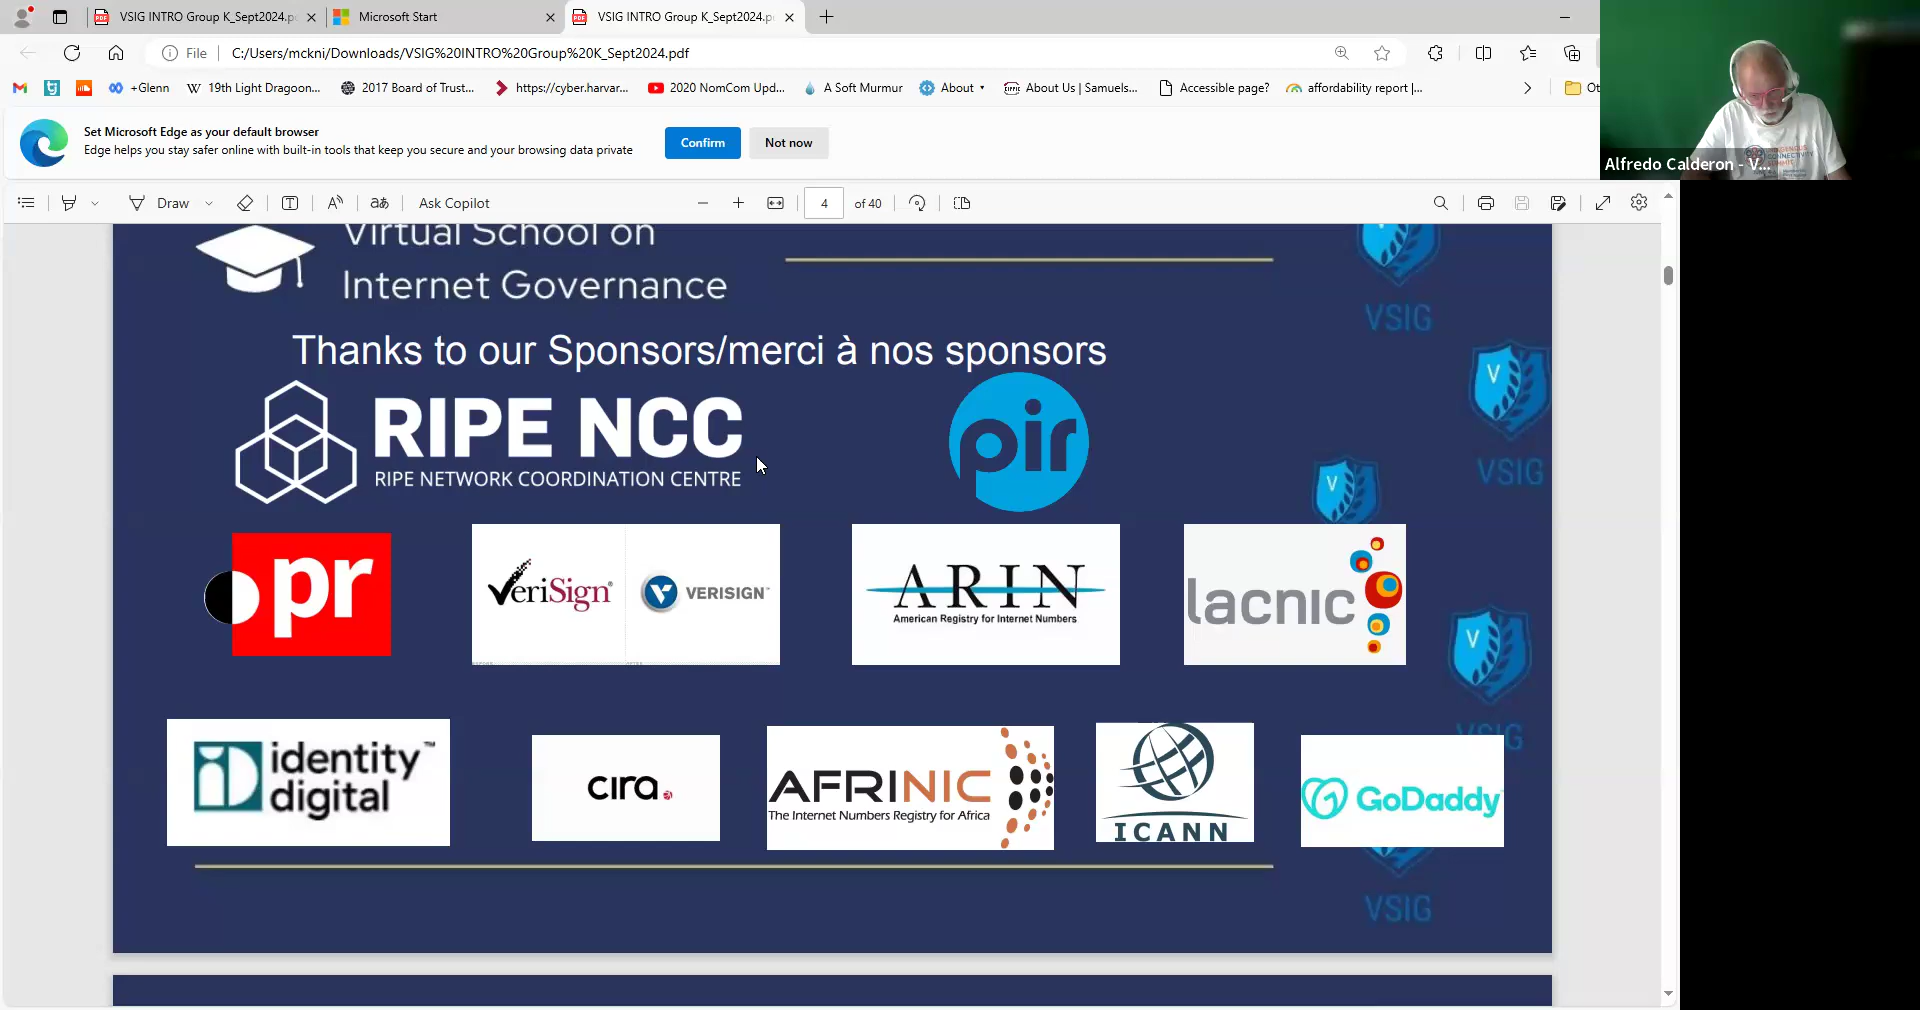 VSIG INTRO Group K_Sept2024.p
Microsoft Start
VSIG INTRO Group K_Sept2024.p
File
C:/Users/mckni/Downloads/VSIG%20INTRO%20Group%20K_Sept2024.pdf
+Glenn
19th Light Dragoon...
2017 Board of Trust...
https://cyber.harvar...
2020 NomCom Upd...
A Soft Murmur
About
About Us | Samuels...
Accessible page?
affordability report |...
Ot
Set Microsoft Edge as your default browser
Edge helps you stay safer online with built-in tools that keep you secure and your browsing data private
Confirm
Not now
Alfredo Calderon - V...
Draw
Ask Copilot
4
of 40
Virtual School on
Internet Governance
VSIG
Thanks to our Sponsors/merci à nos sponsors
RIPE NCC
RIPE NETWORK COORDINATION CENTRE
pir
V
VSIG
V
pr
VeriSign®
VERISIGN™
ARIN
American Registry for Internet Numbers
lacnic
V
VSIG
identity™
digital
cira
AFRINIC
The Internet Numbers Registry for Africa
ICANN
GoDaddy
VSIG